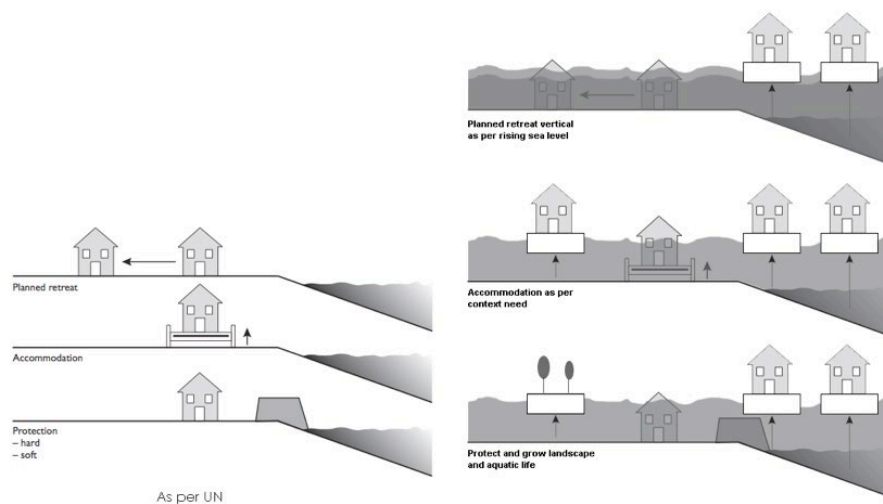 Planned retreat
Accommodation
Protection
– hard
– soft
As per UN
Planned retreat vertical
as per rising sea level
Accommodation as per
context need
Protect and grow landscape
and aquatic life